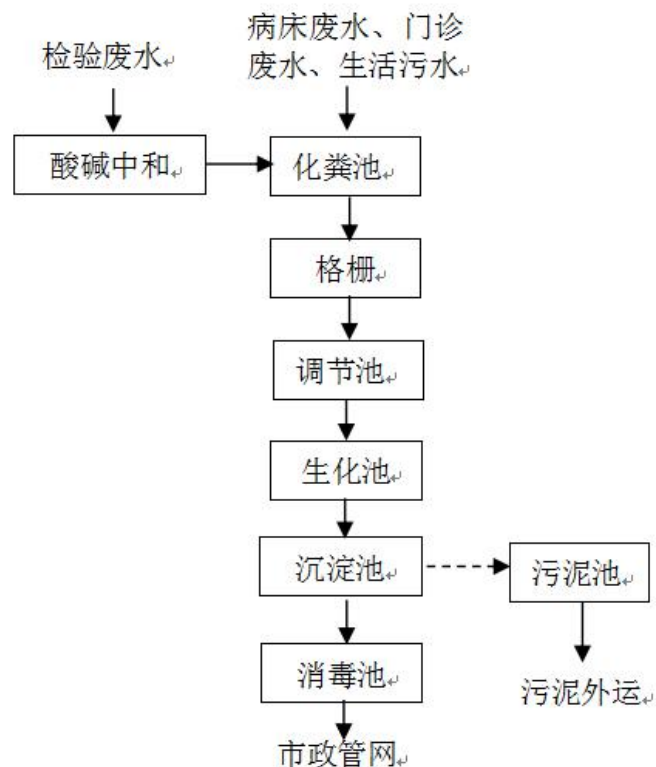 检验废水
病床废水、门诊
废水、生活污水
酸碱中和
化粪池
格栅
调节池
生化池
沉淀池
污泥池
消毒池
污泥外运
市政管网